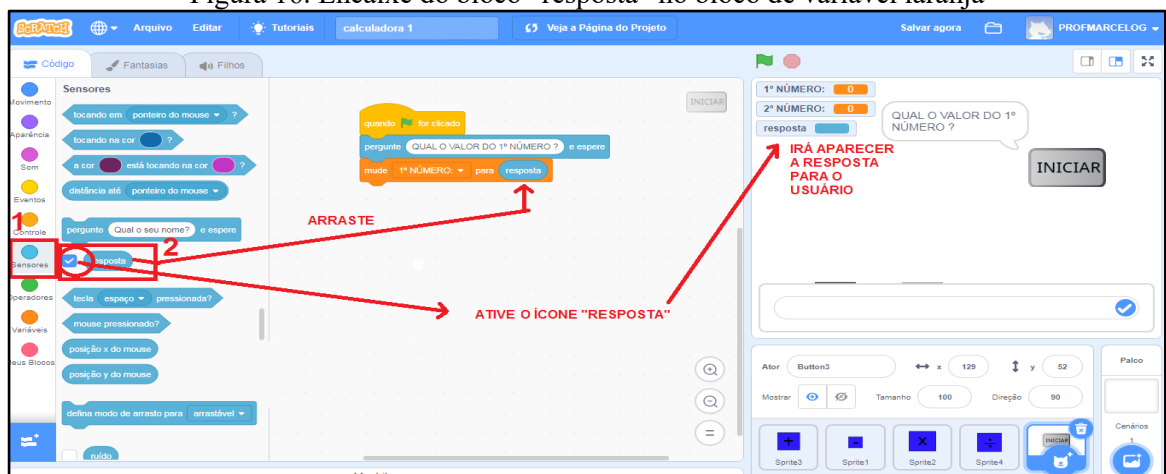 Figura 16: Encaixe do bloco "resposta" no bloco de variável laranja
SCRATCH Arquivo Editar Tutoriais calculadora 1 Veja a Página do Projeto Salvar agora PROFMARCELOG
Código Fantasias Filhos
Movimento
Aparência
Som
Eventos
Controle
Sensores
Operadores
Variáveis
Meus Blocos
Sensores
tocando em ponteiro do mouse ?
tocando na cor ?
a cor está tocando na cor ?
distância até ponteiro do mouse
pergunte Qual o seu nome? e espere
resposta
tecla espaço pressionada?
mouse pressionado?
posição x do mouse
posição y do mouse
defina modo de arrasto para arrastável
ruído
1
2
quando for clicado
pergunte QUAL O VALOR DO 1º NÚMERO ? e espere
mude 1º NÚMERO: para resposta
INICIAR
ARRASTE
ATIVE O ÍCONE "RESPOSTA"
1º NÚMERO: 0
2º NÚMERO: 0
resposta
QUAL O VALOR DO 1º
NÚMERO ?
IRÁ APARECER
A RESPOSTA
PARA O
USUÁRIO
INICIAR
Ator Button3 x 129 y 52
Mostrar Tamanho 100 Direção 90
Sprite3 Sprite1 Sprite2 Sprite4
INICIAR
Palco
Cenários
1